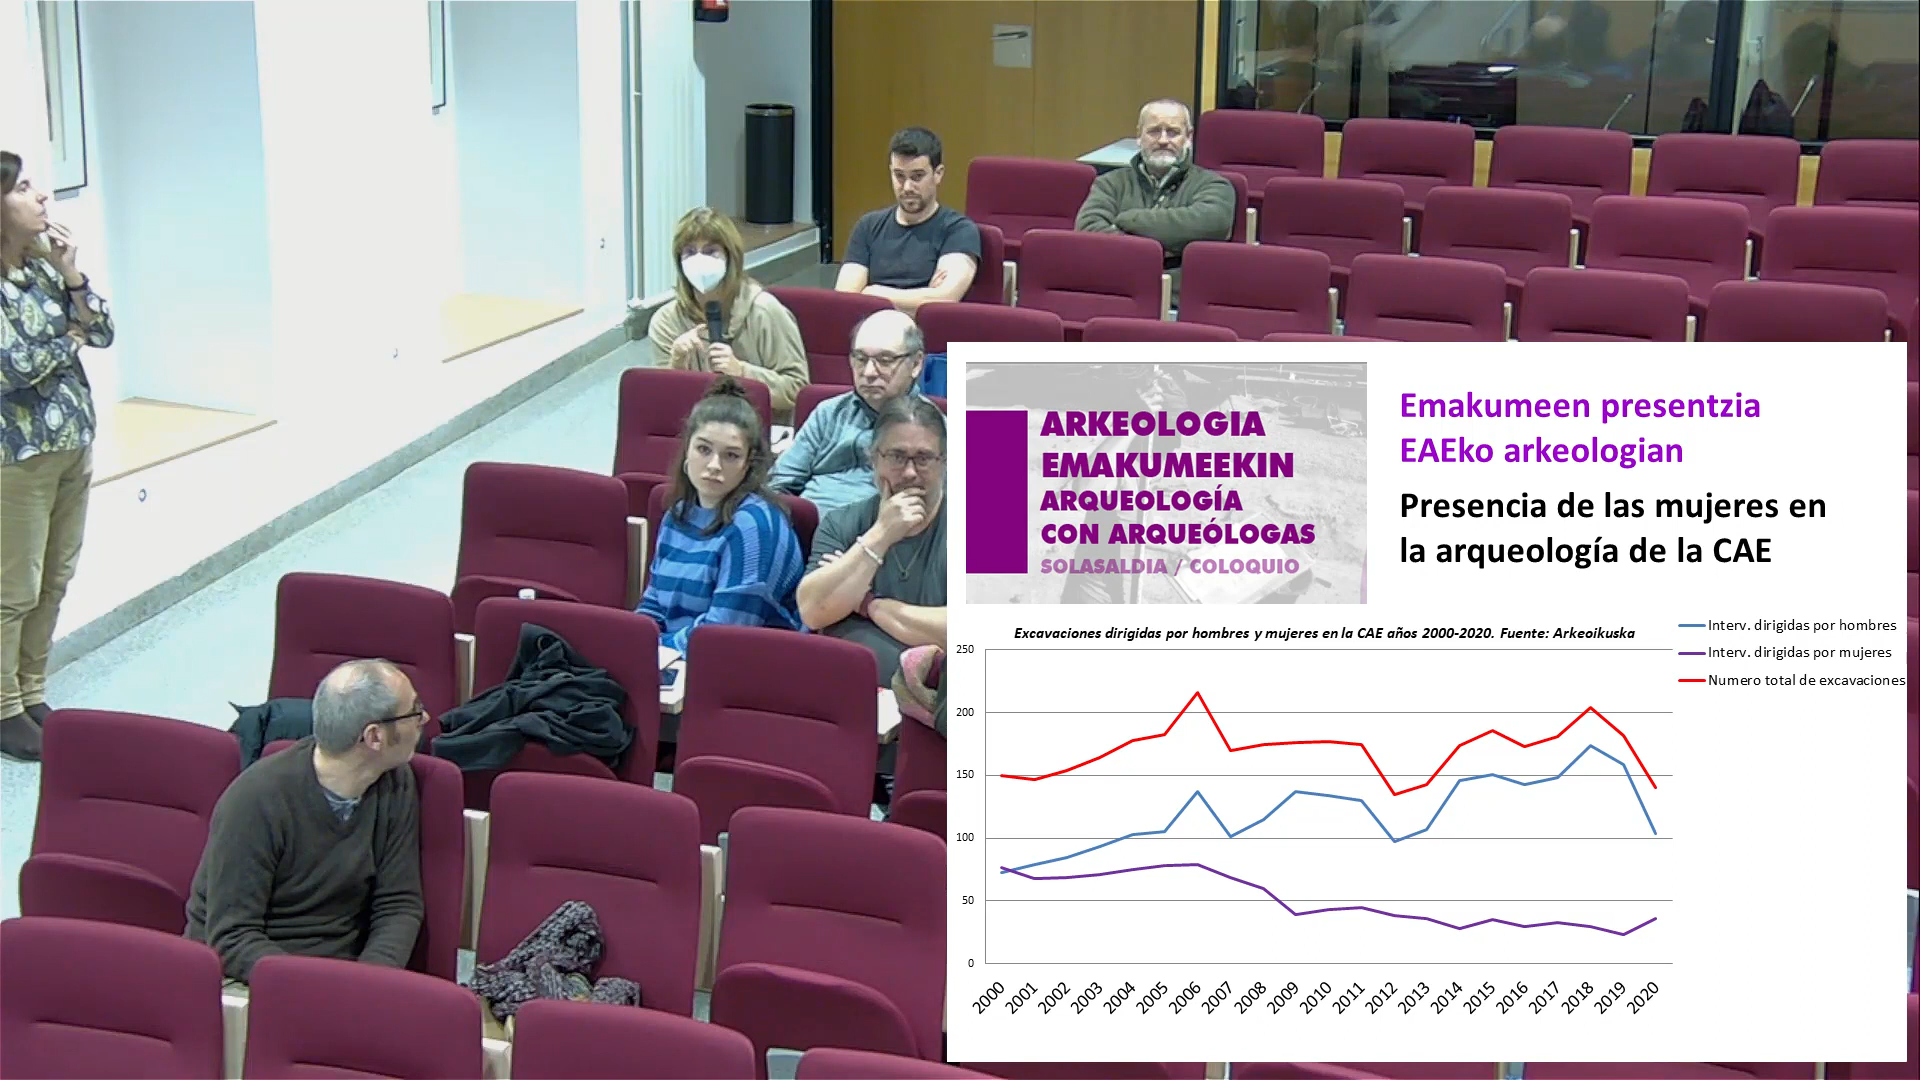 ARKEOLOGIA
EMAKUMEEKIN
ARQUEOLOGÍA
CON ARQUEÓLOGAS
SOLASALDIA / COLOQUIO
Emakumeen presentzia
EAEko arkeologian
Presencia de las mujeres en
la arqueología de la CAE
Excavaciones dirigidas por hombres y mujeres en la CAE años 2000-2020. Fuente: Arkeoikuska
Interv. dirigidas por hombres
Interv. dirigidas por mujeres
Numero total de excavaciones
250
200
150
100
50
0
2000 2001 2002 2003 2004 2005 2006 2007 2008 2009 2010 2011 2012 2013 2014 2015 2016 2017 2018 2019 2020